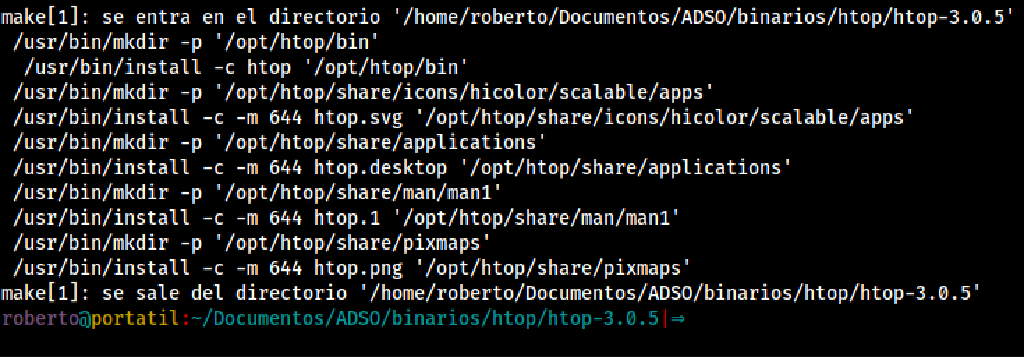 make[1]: se entra en el directorio '/home/roberto/Documentos/ADSO/binarios/htop/htop-3.0.5'
/usr/bin/mkdir -p '/opt/htop/bin'
/usr/bin/install -c htop '/opt/htop/bin'
/usr/bin/mkdir -p '/opt/htop/share/icons/hicolor/scalable/apps'
/usr/bin/install -c -m 644 htop.svg '/opt/htop/share/icons/hicolor/scalable/apps'
/usr/bin/mkdir -p '/opt/htop/share/applications'
/usr/bin/install -c -m 644 htop.desktop '/opt/htop/share/applications'
/usr/bin/mkdir -p '/opt/htop/share/man/man1'
/usr/bin/install -c -m 644 htop.1 '/opt/htop/share/man/man1'
/usr/bin/mkdir -p '/opt/htop/share/pixmaps'
/usr/bin/install -c -m 644 htop.png '/opt/htop/share/pixmaps'
make[1]: se sale del directorio '/home/roberto/Documentos/ADSO/binarios/htop/htop-3.0.5'
roberto@portatil:~/Documentos/ADSO/binarios/htop/htop-3.0.5|⇒